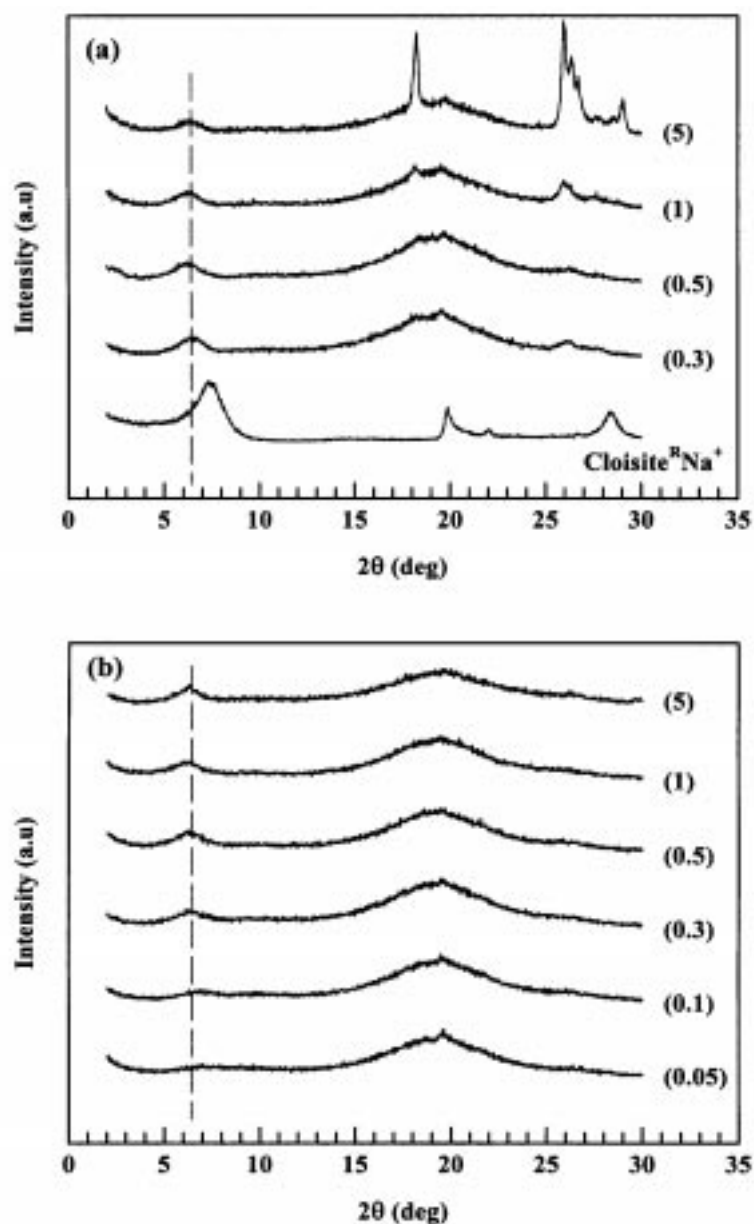 (a)
(5)
(1)
(0.5)
(0.3)
Cloisite^RNa⁺
Intensity (a.u)
0 5 10 15 20 25 30 35
2θ (deg)
(b)
(5)
(1)
(0.5)
(0.3)
(0.1)
(0.05)
Intensity (a.u)
0 5 10 15 20 25 30 35
2θ (deg)